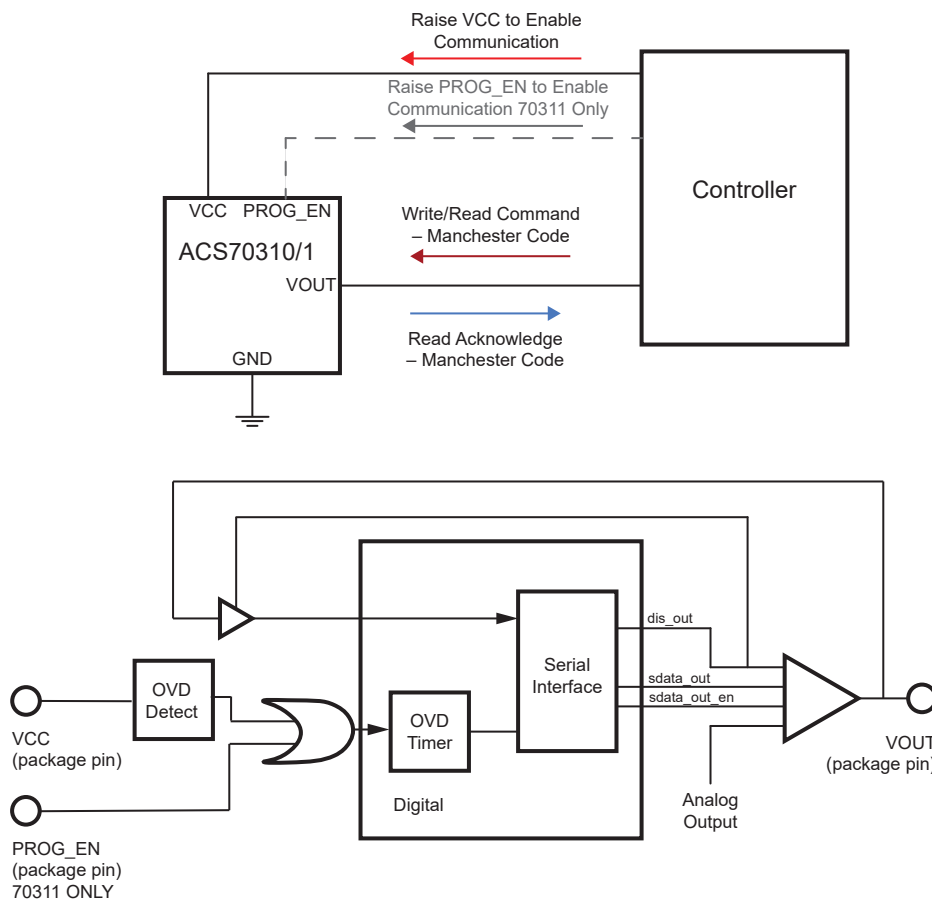 Raise VCC to Enable
Communication
Raise PROG_EN to Enable
Communication 70311 Only
Controller
VCC PROG_EN
ACS70310/1
VOUT
GND
Write/Read Command
– Manchester Code
Read Acknowledge
– Manchester Code
dis_out
Serial
Interface
sdata_out
sdata_out_en
OVD
Detect
OVD
Timer
VCC
(package pin)
VOUT
(package pin)
Digital
Analog
Output
PROG_EN
(package pin)
70311 ONLY